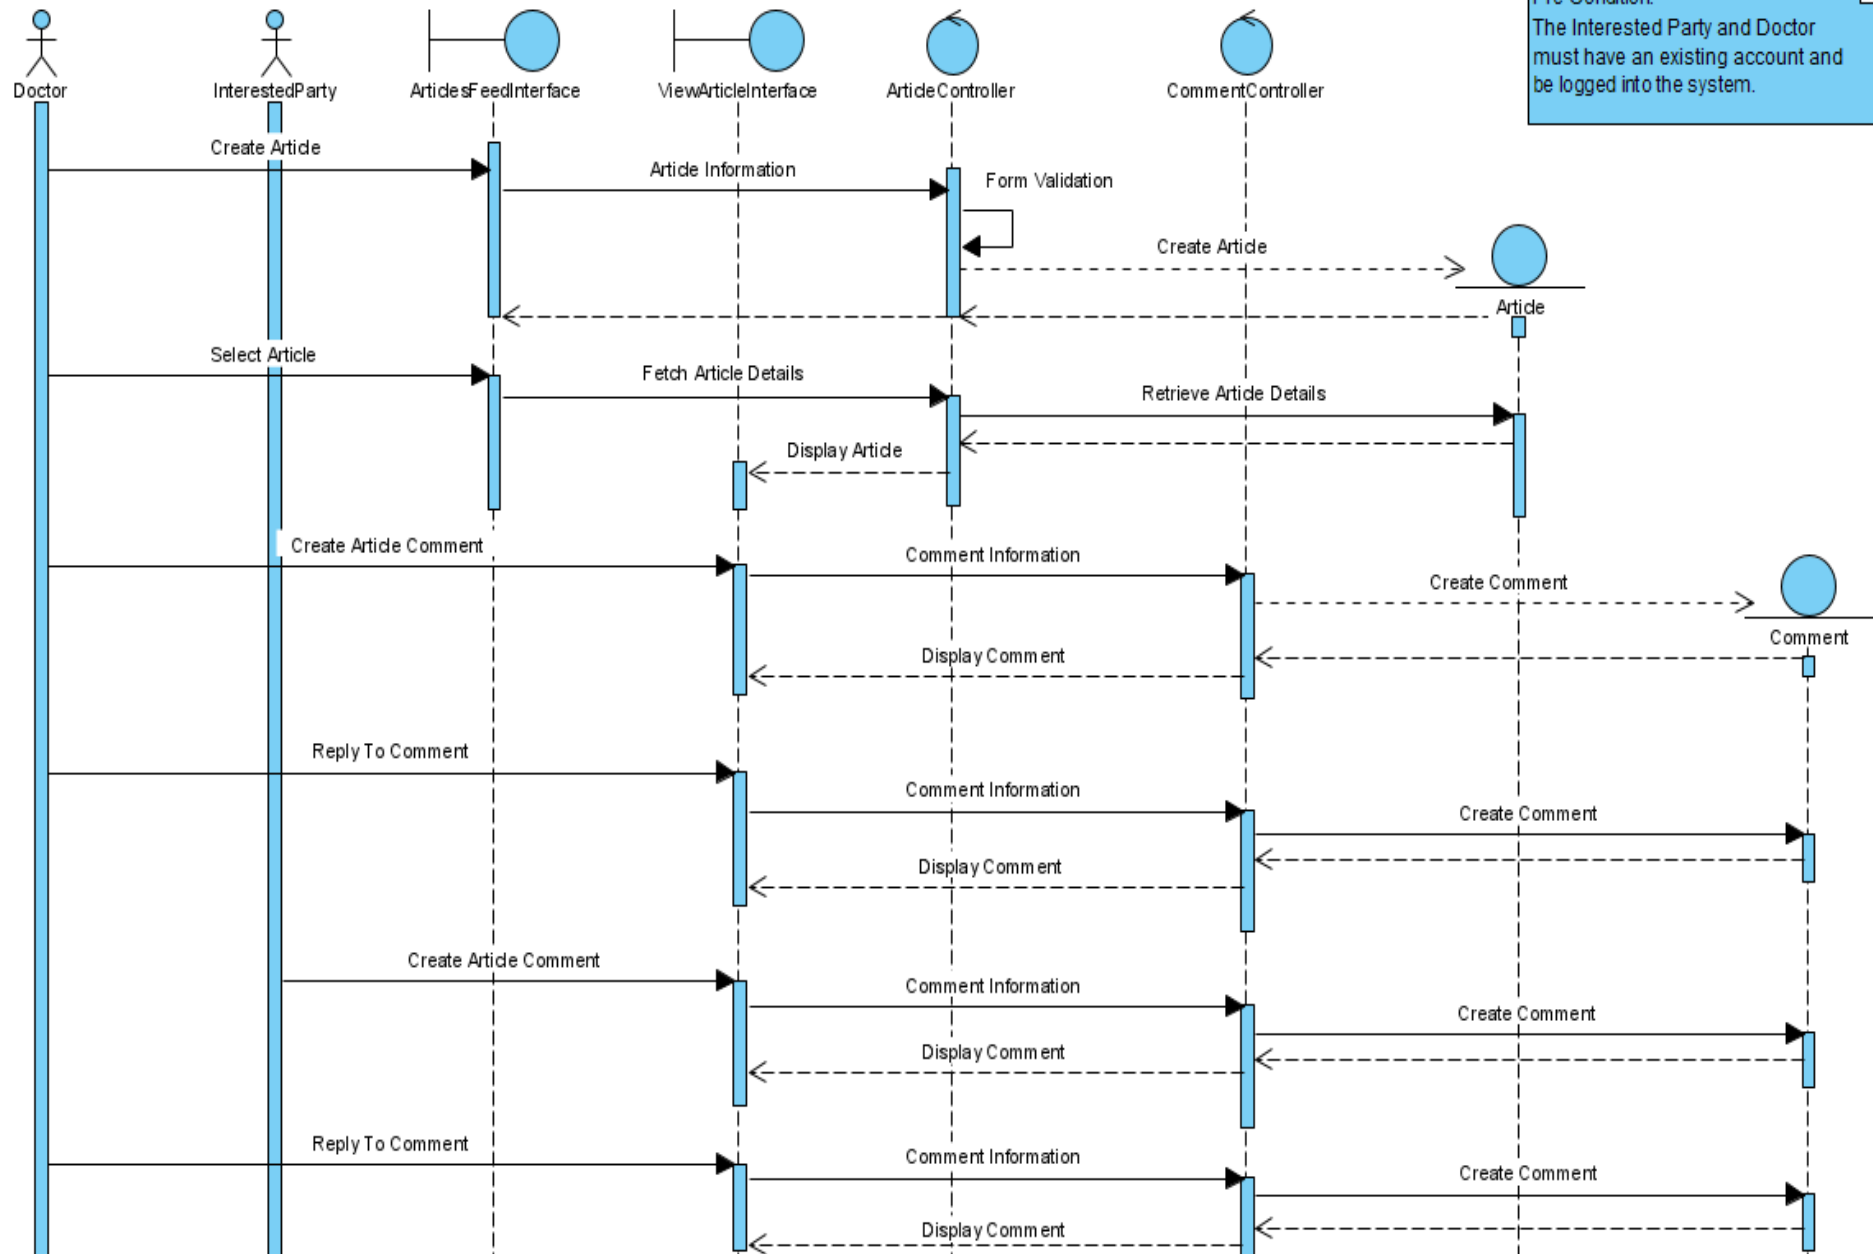 Pre Condition:
The Interested Party and Doctor
must have an existing account and
be logged into the system.
Doctor
InterestedParty
ArticlesFeedInterface
ViewArticleInterface
ArticleController
CommentController
Create Article
Article Information
Form Validation
Create Article
Article
Select Article
Fetch Article Details
Retrieve Article Details
Display Article
Create Article Comment
Comment Information
Create Comment
Comment
Display Comment
Reply To Comment
Comment Information
Create Comment
Display Comment
Create Article Comment
Comment Information
Create Comment
Display Comment
Reply To Comment
Comment Information
Create Comment
Display Comment